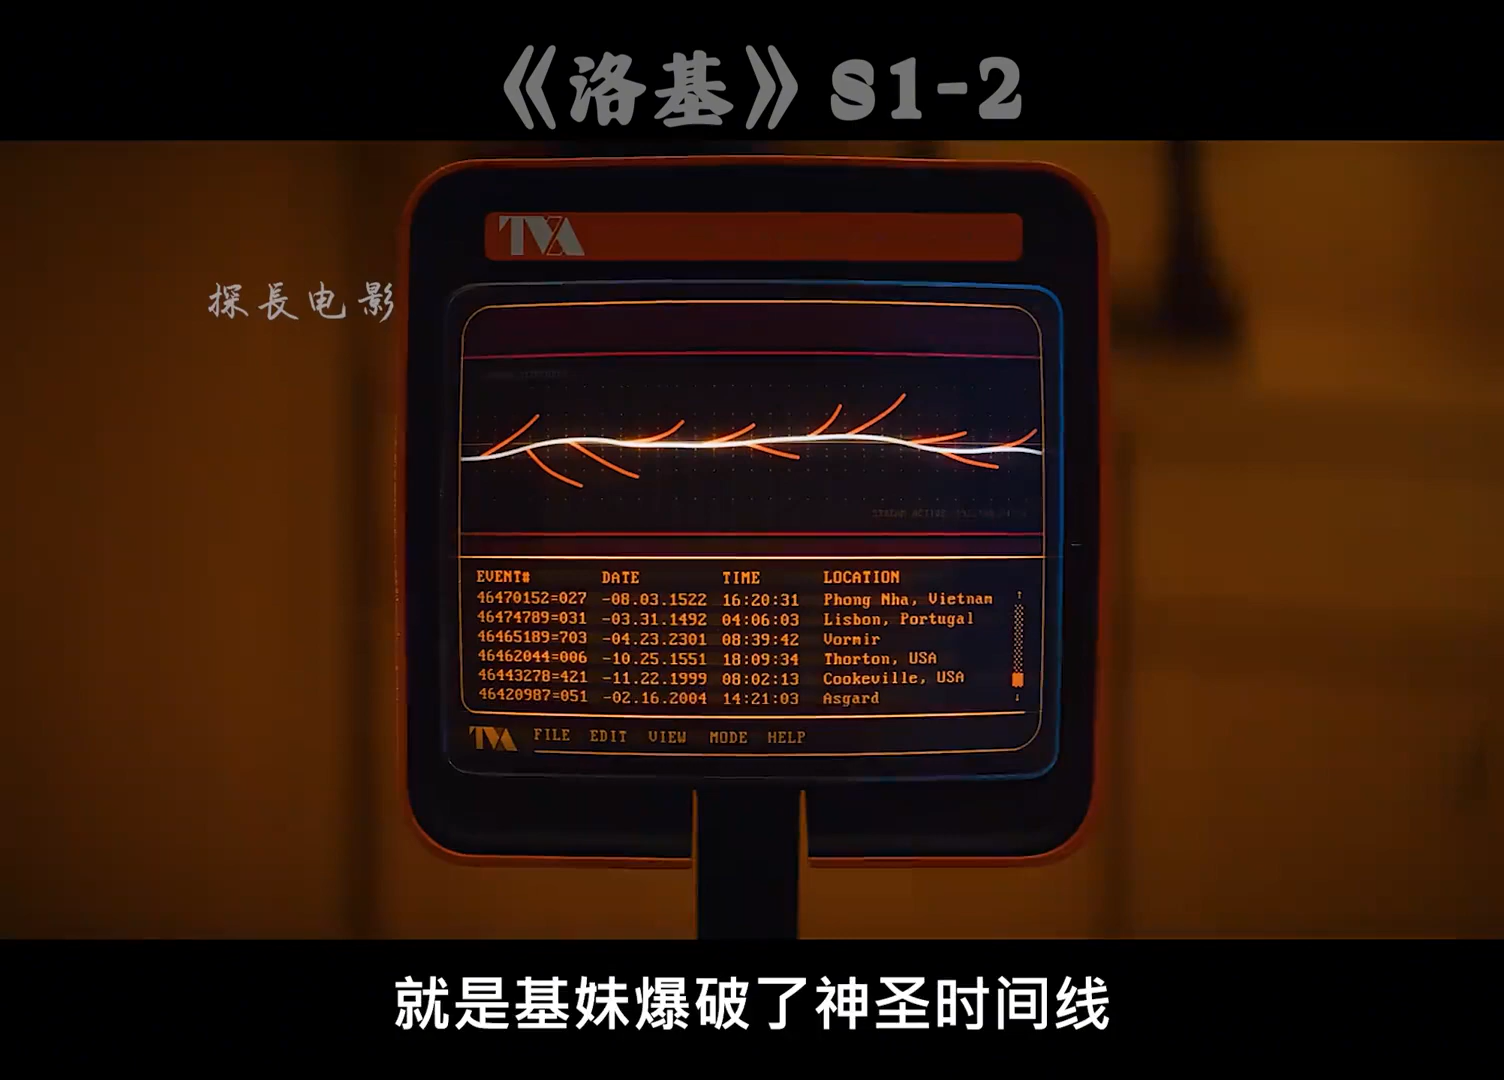 《洛基》S1-2
TVA
探長电影
EVENT# DATE TIME LOCATION
46470152=027 -08.03.1522 16:20:31 Phong Nha, Vietnam
46474789=031 -03.31.1492 04:06:03 Lisbon, Portugal
46465189=703 -04.23.2301 08:39:42 Vormir
46462044=006 -10.25.1551 18:09:34 Thorton, USA
46443278=421 -11.22.1999 08:02:13 Cookeville, USA
46420987=051 -02.16.2004 14:21:03 Asgard
TVA FILE EDIT VIEW MODE HELP
就是基妹爆破了神圣时间线